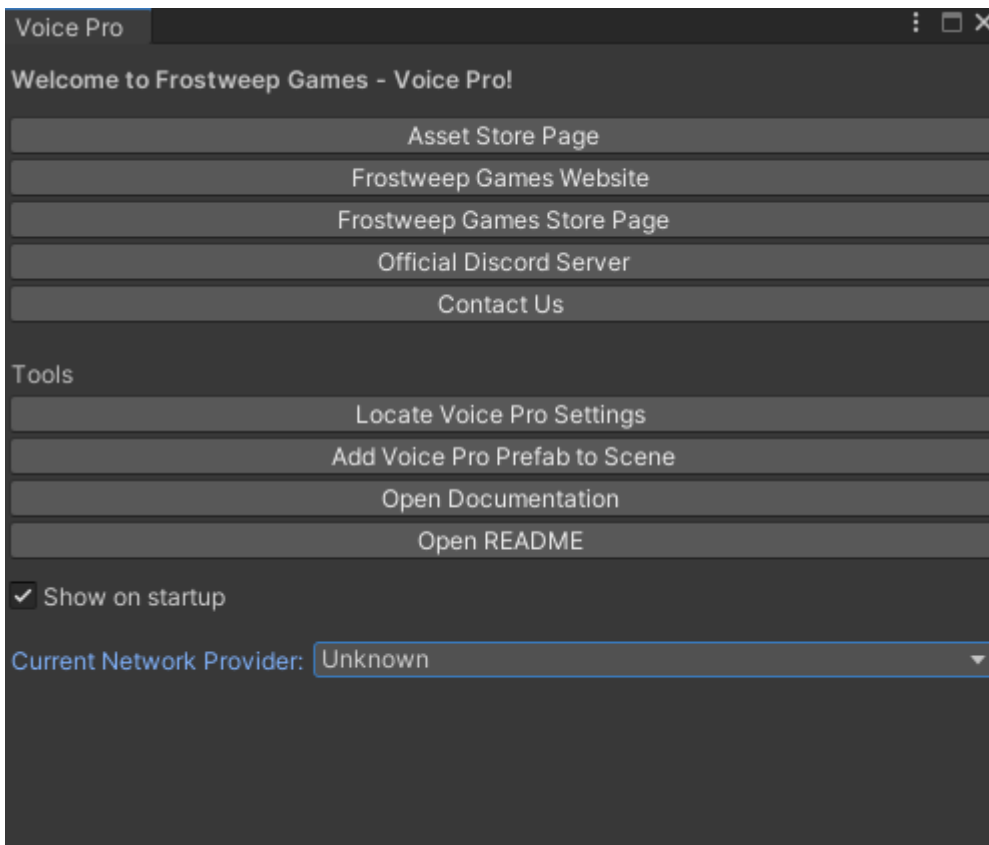 Voice Pro
Welcome to Frostweep Games - Voice Pro!
Asset Store Page
Frostweep Games Website
Frostweep Games Store Page
Official Discord Server
Contact Us
Tools
Locate Voice Pro Settings
Add Voice Pro Prefab to Scene
Open Documentation
Open README
Show on startup
Current Network Provider: Unknown